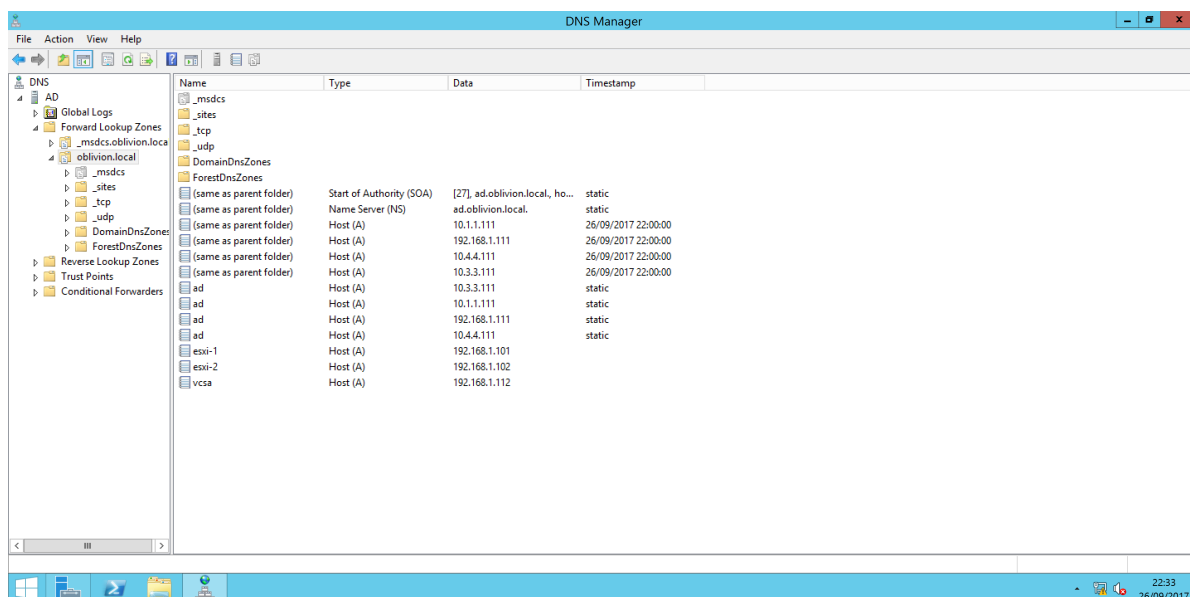 DNS Manager
File Action View Help
DNS
AD
Global Logs
Forward Lookup Zones
_msdcs.oblivion.loca
oblivion.local
_msdcs
_sites
_tcp
_udp
DomainDnsZones
ForestDnsZones
Reverse Lookup Zones
Trust Points
Conditional Forwarders
Name Type Data Timestamp
_msdcs
_sites
_tcp
_udp
DomainDnsZones
ForestDnsZones
(same as parent folder) Start of Authority (SOA) [27], ad.oblivion.local., ho... static
(same as parent folder) Name Server (NS) ad.oblivion.local. static
(same as parent folder) Host (A) 10.1.1.111 26/09/2017 22:00:00
(same as parent folder) Host (A) 192.168.1.111 26/09/2017 22:00:00
(same as parent folder) Host (A) 10.4.4.111 26/09/2017 22:00:00
(same as parent folder) Host (A) 10.3.3.111 26/09/2017 22:00:00
ad Host (A) 10.3.3.111 static
ad Host (A) 10.1.1.111 static
ad Host (A) 192.168.1.111 static
ad Host (A) 10.4.4.111 static
esxi-1 Host (A) 192.168.1.101
esxi-2 Host (A) 192.168.1.102
vcsa Host (A) 192.168.1.112
22:33
26/09/2017